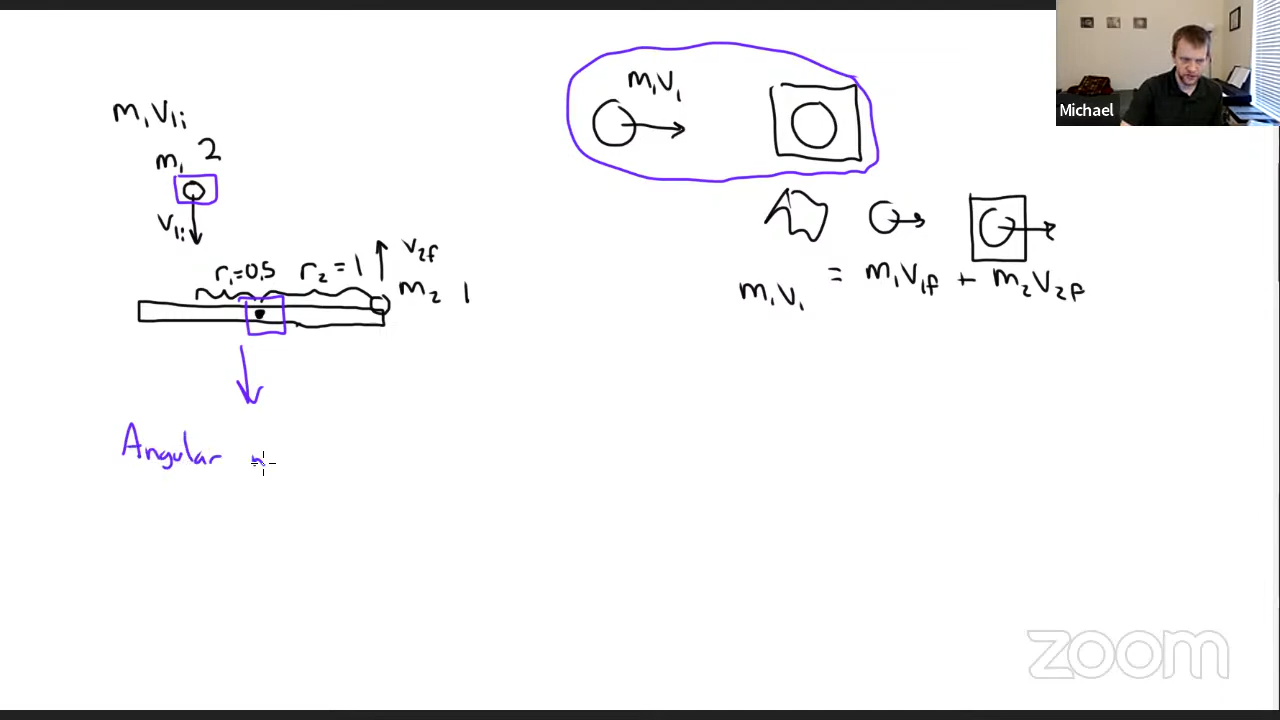 m₁V₁ᵢ
m₁ 2
V₁ᵢ
r₁=0.5 r₂=1
V₂f
m₂ 1
Angular
m₁V₁
m₁V₁ = m₁V₁f + m₂V₂f
Michael
zoom